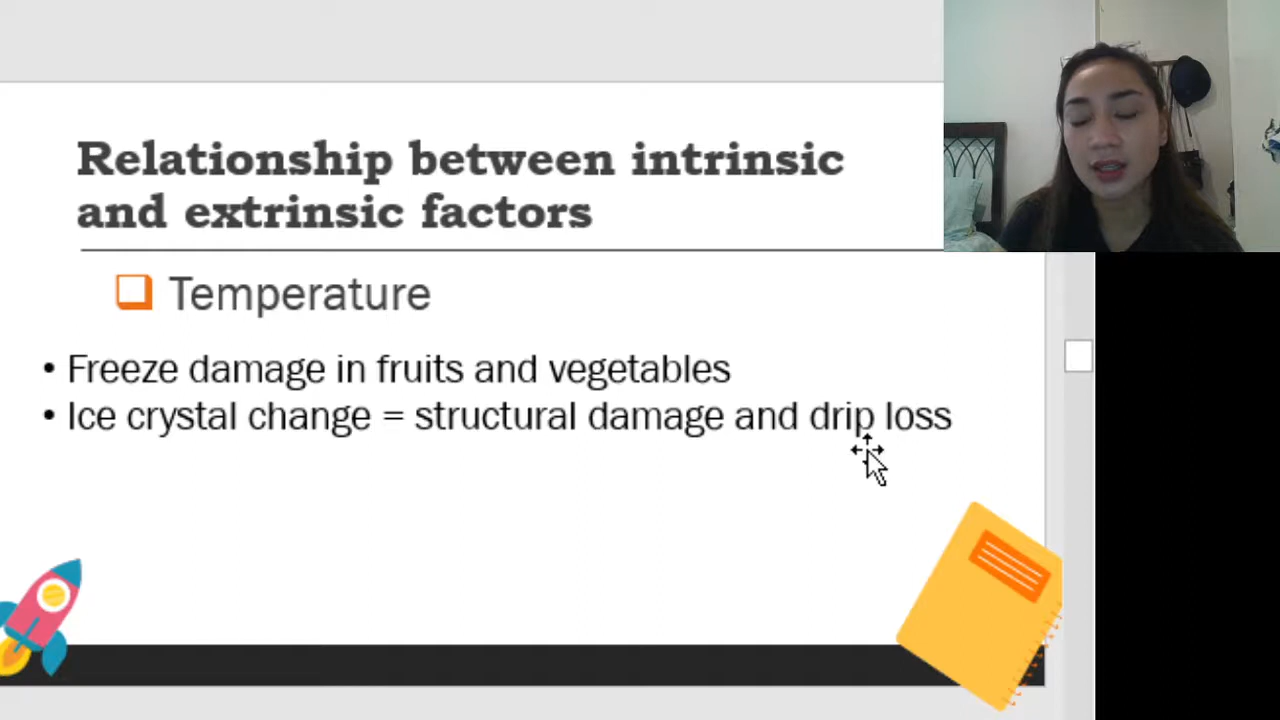 Relationship between intrinsic
and extrinsic factors
Temperature
• Freeze damage in fruits and vegetables
• Ice crystal change = structural damage and drip loss